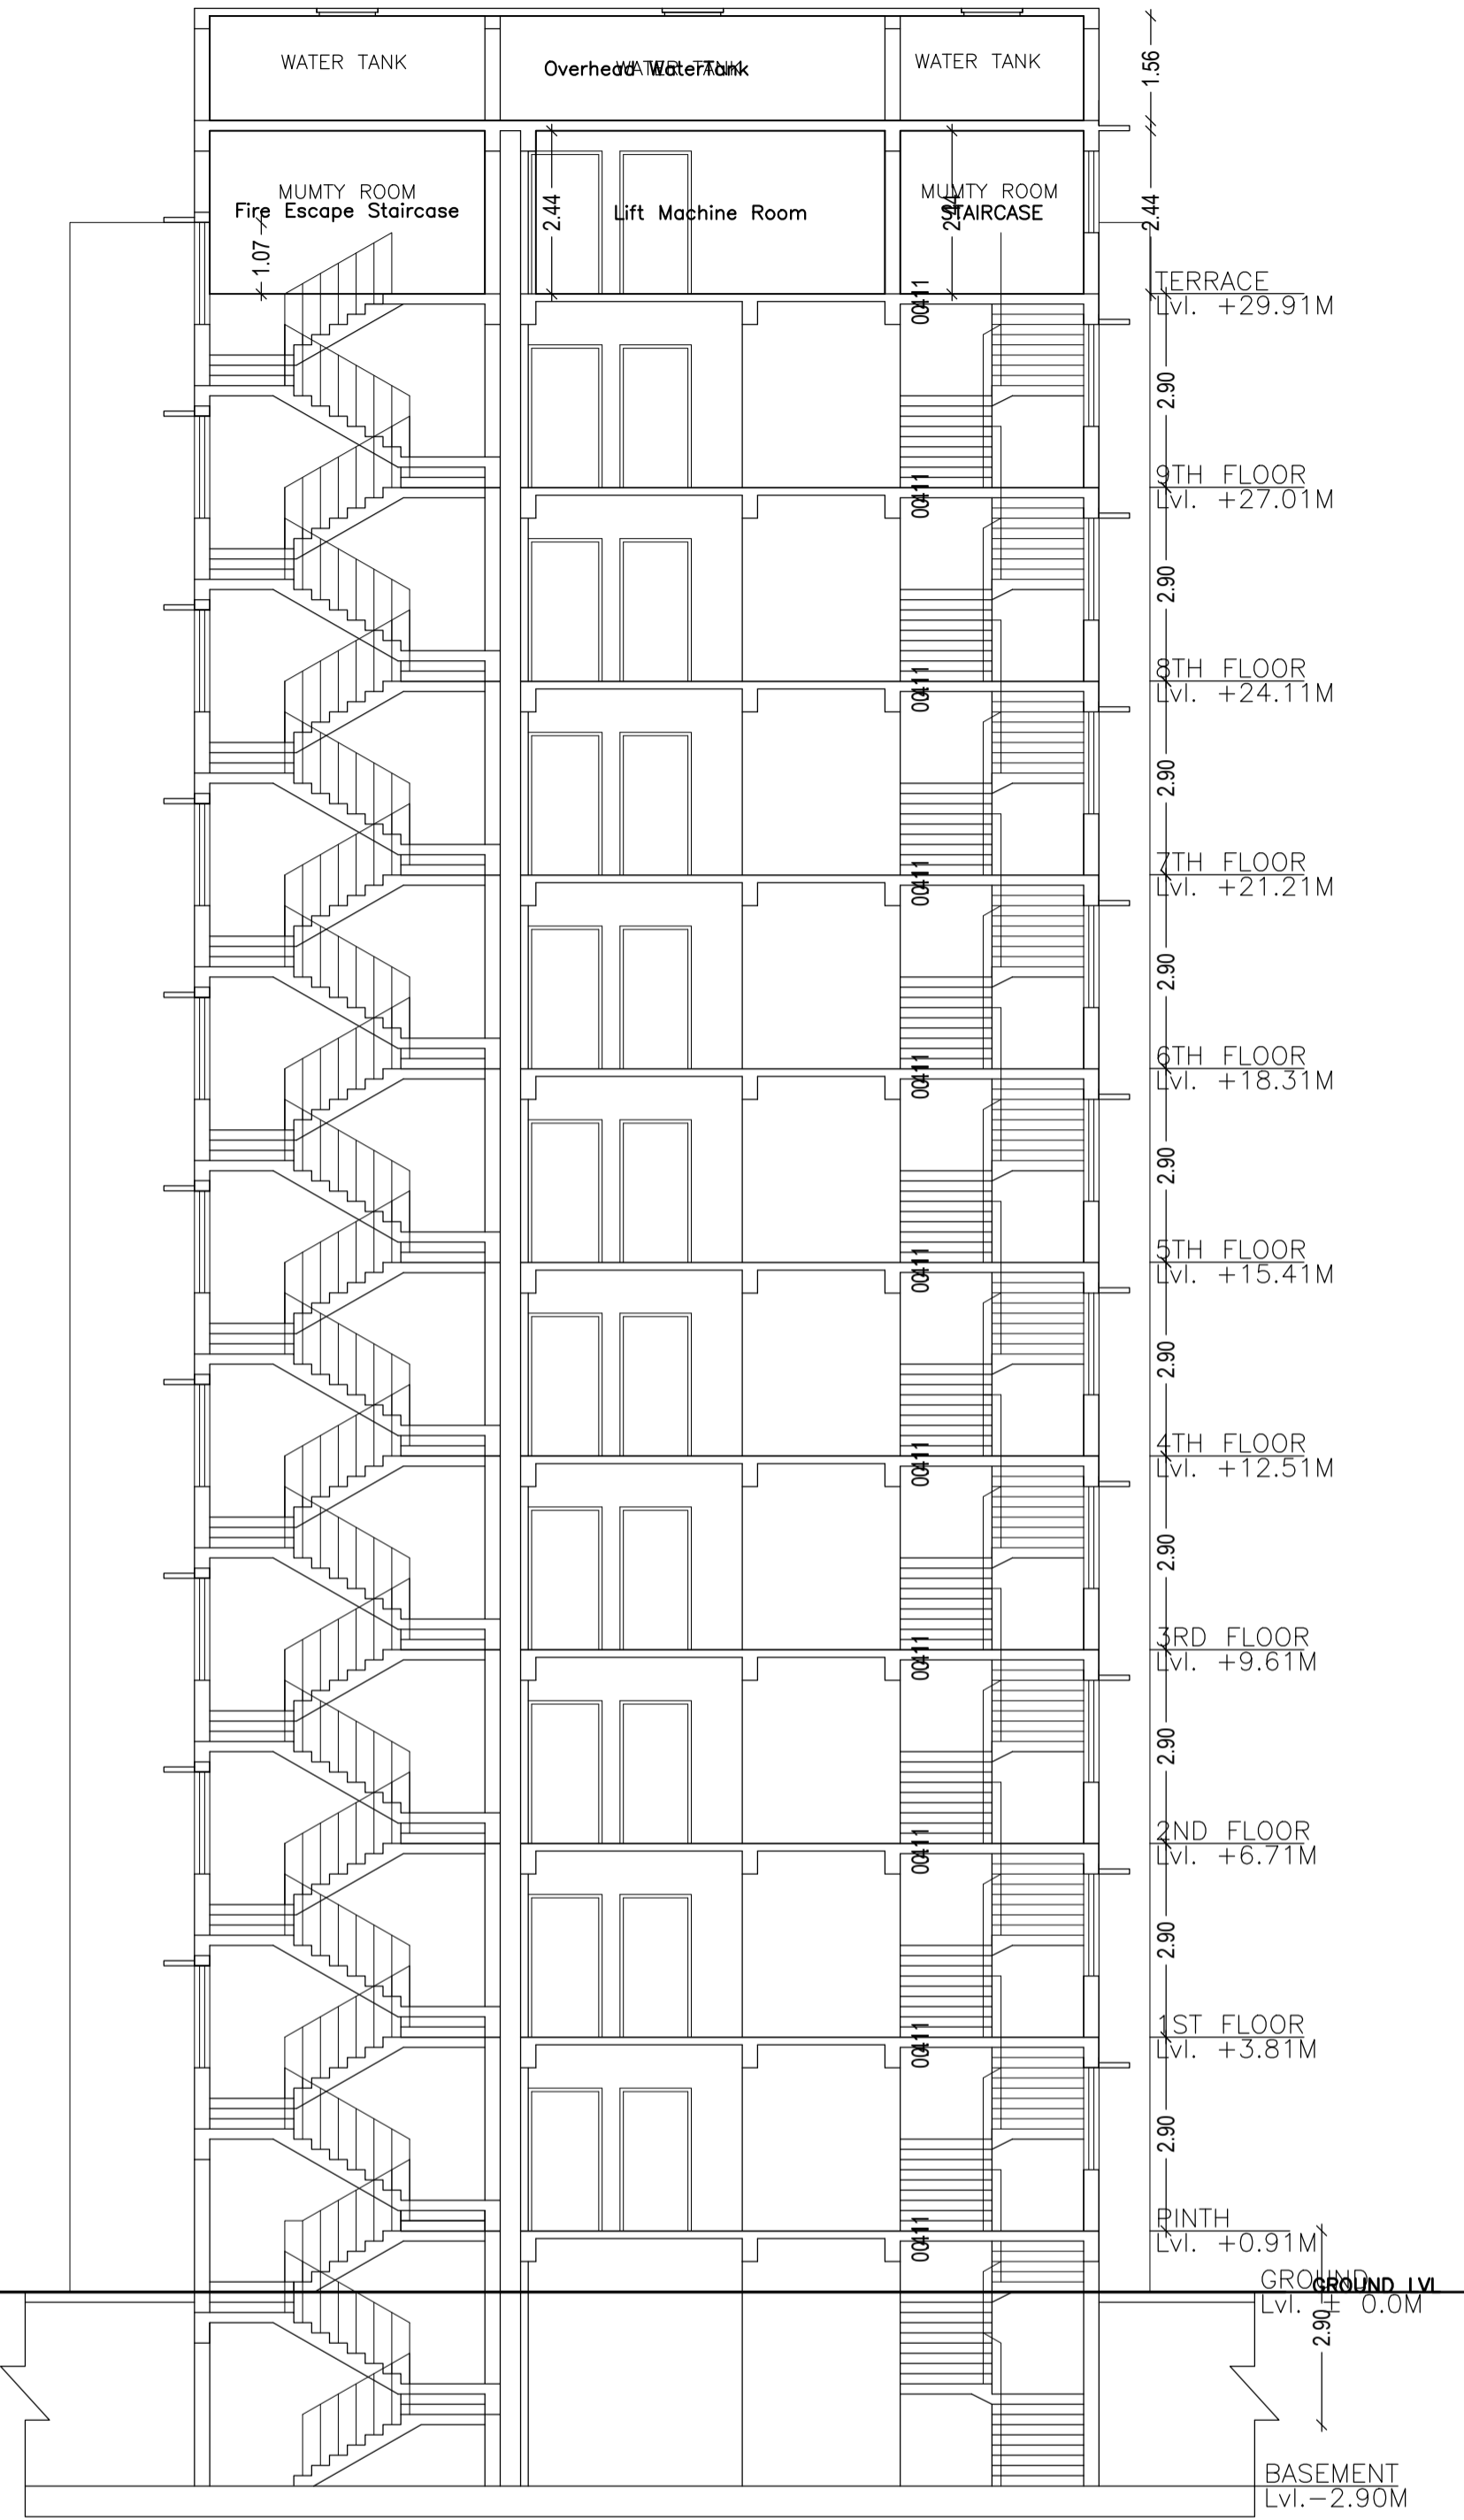 WATER TANK
Overhead WaterTank
WATER TANK
WATER TANK
1.56
MUMTY ROOM
Fire Escape Staircase
1.07
2.44
Lift Machine Room
MUMTY ROOM
STAIRCASE
2.44
2.44
TERRACE
Lvl. +29.91M
2.90
9TH FLOOR
Lvl. +27.01M
2.90
8TH FLOOR
Lvl. +24.11M
2.90
7TH FLOOR
Lvl. +21.21M
2.90
6TH FLOOR
Lvl. +18.31M
2.90
5TH FLOOR
Lvl. +15.41M
2.90
4TH FLOOR
Lvl. +12.51M
2.90
3RD FLOOR
Lvl. +9.61M
2.90
2ND FLOOR
Lvl. +6.71M
2.90
1ST FLOOR
Lvl. +3.81M
2.90
PINTH
Lvl. +0.91M
GROUND
GROUND LVL
Lvl. ± 0.0M
2.90
BASEMENT
Lvl.-2.90M